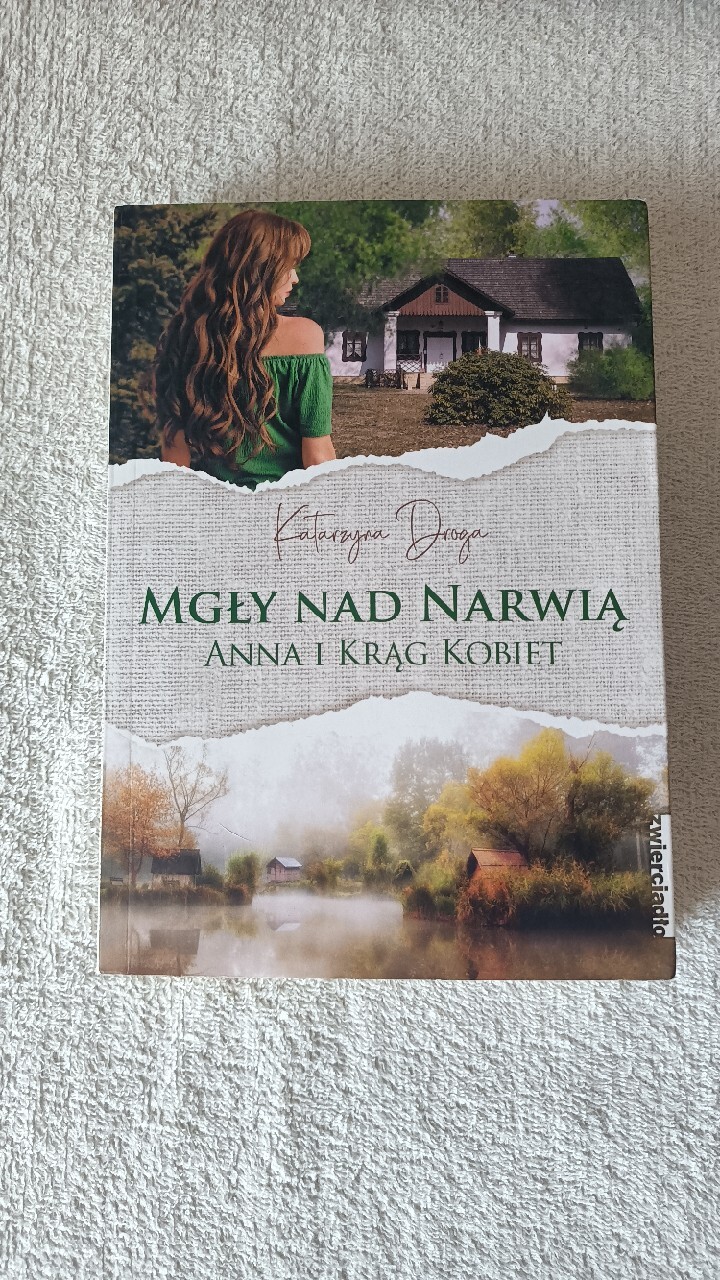 Katarzyna Droga
MGŁY NAD NARWIĄ
ANNA I KRĄG KOBIET
zwierciadło